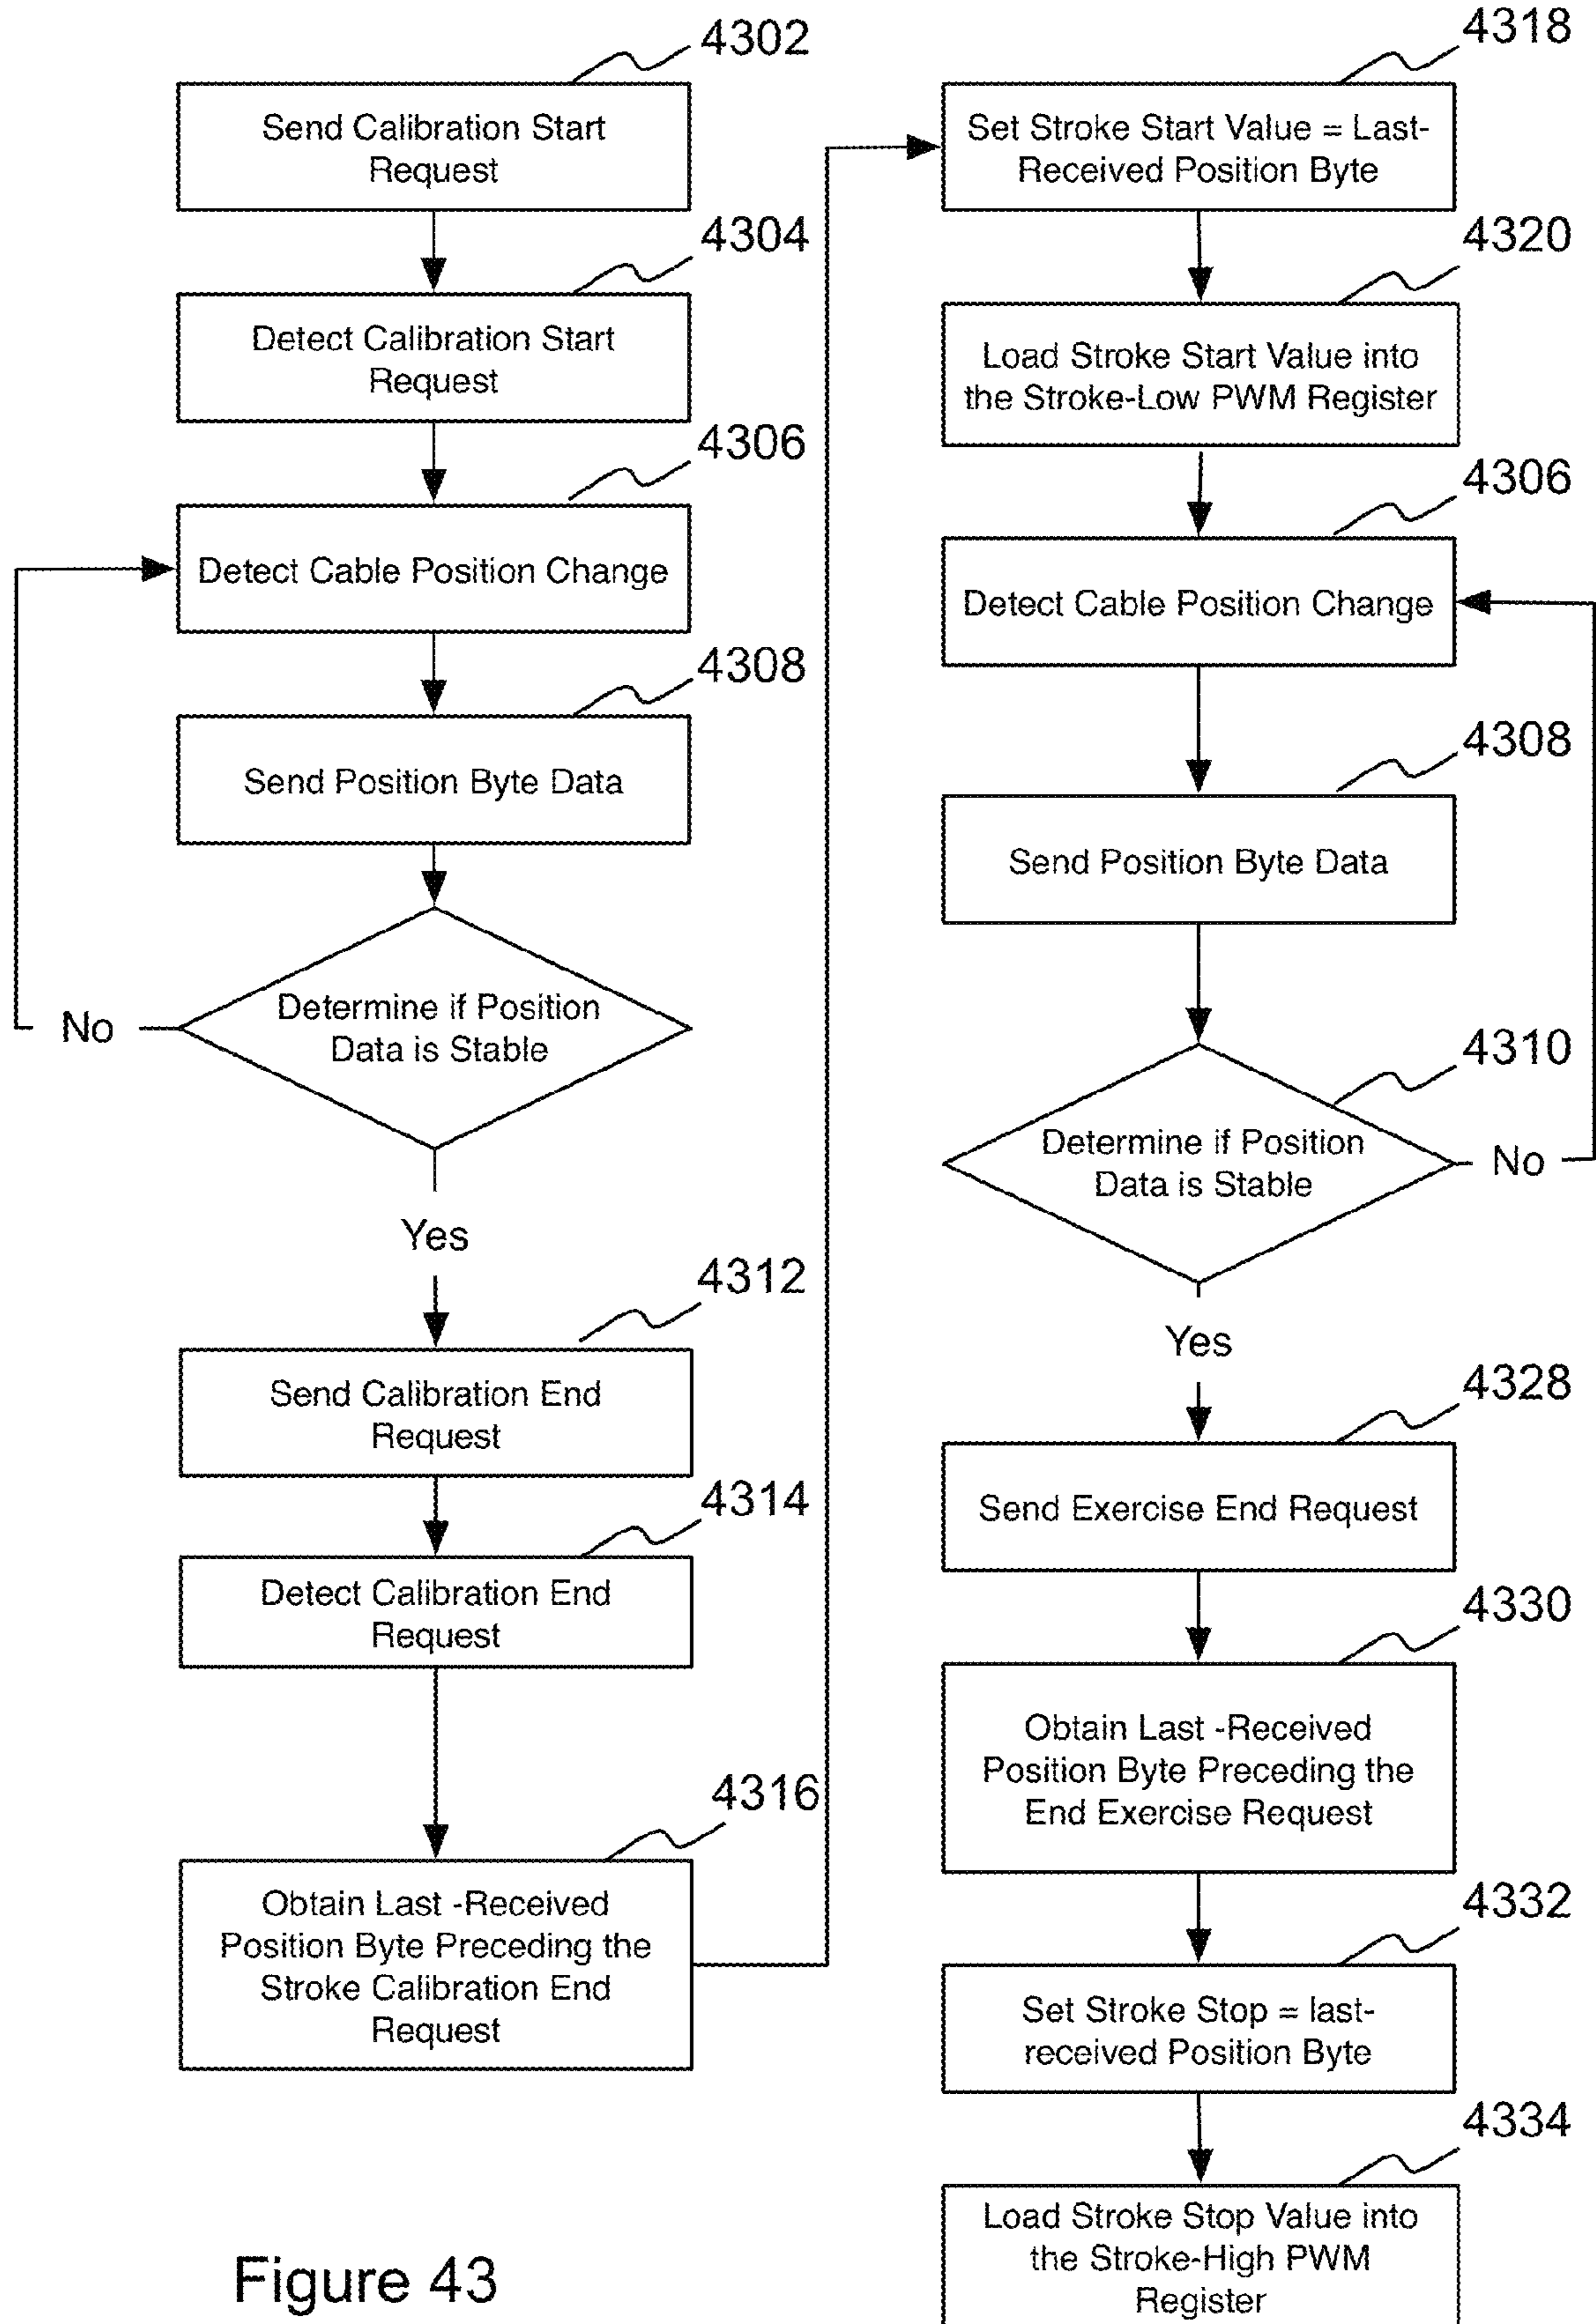 4302
Send Calibration Start
Request
4304
Detect Calibration Start
Request
4306
Detect Cable Position Change
4308
Send Position Byte Data
Determine if Position
Data is Stable
No
Yes
4312
Send Calibration End
Request
4314
Detect Calibration End
Request
4316
Obtain Last -Received
Position Byte Preceding the
Stroke Calibration End
Request
4318
Set Stroke Start Value = Last-
Received Position Byte
4320
Load Stroke Start Value into
the Stroke-Low PWM Register
4306
Detect Cable Position Change
4308
Send Position Byte Data
4310
Determine if Position
Data is Stable
No
Yes
4328
Send Exercise End Request
4330
Obtain Last -Received
Position Byte Preceding the
End Exercise Request
4332
Set Stroke Stop = last-
received Position Byte
4334
Load Stroke Stop Value into
the Stroke-High PWM
Register
Figure 43